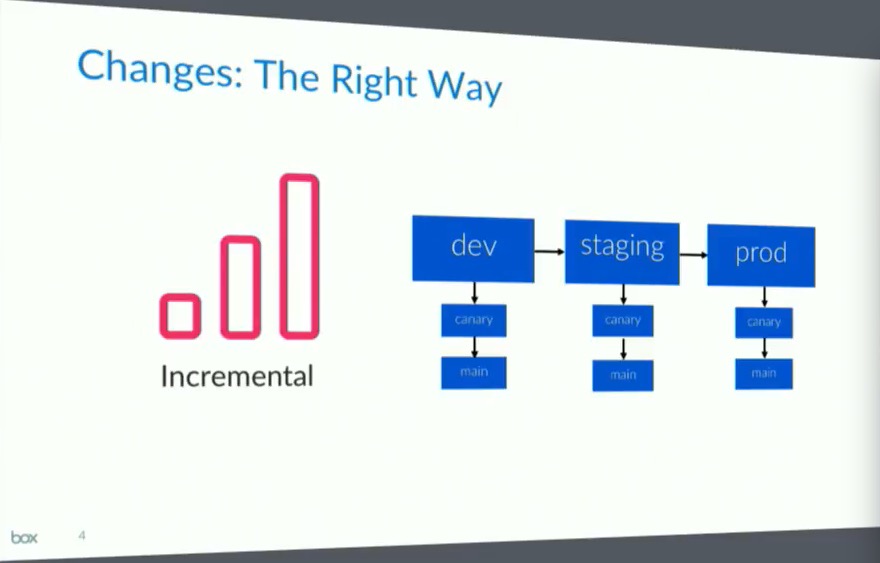 Changes: The Right Way
Incremental
dev
staging
prod
canary
canary
canary
main
main
main
box
4